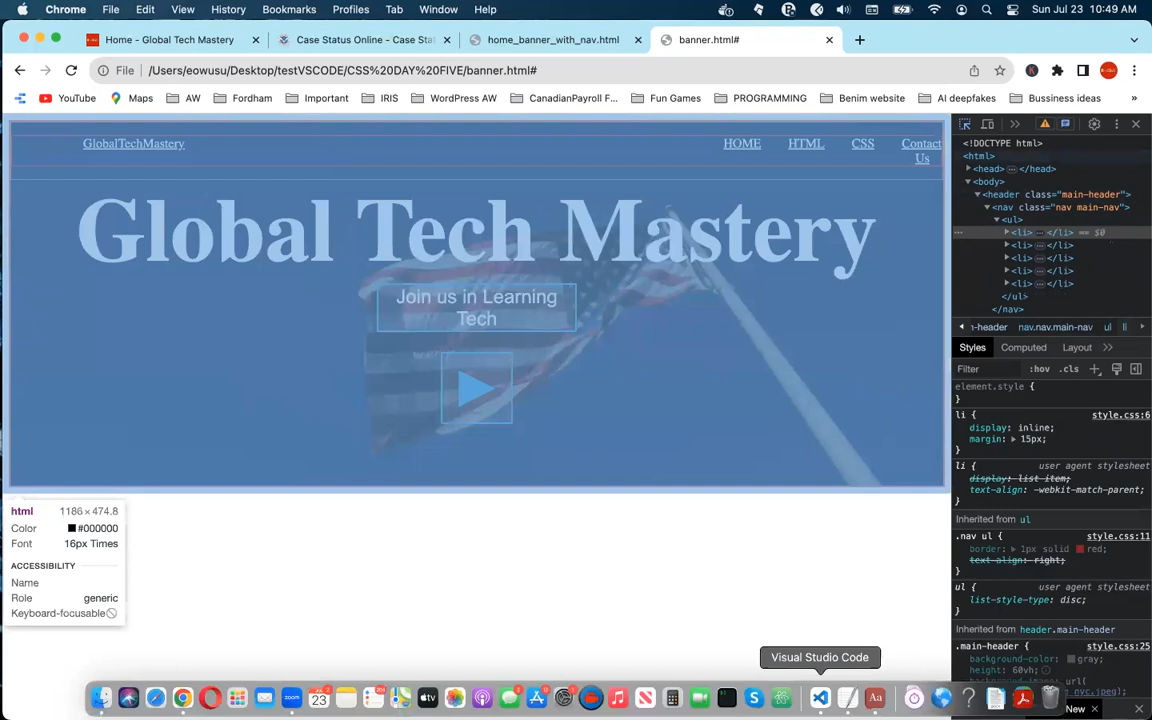 Chrome File Edit View History Bookmarks Profiles Tab Window Help Sun Jul 23 10:49 AM
Home - Global Tech Mastery Case Status Online - Case Stat home_banner_with_nav.html banner.html#
File /Users/eowusu/Desktop/testVSCODE/CSS%20DAY%20FIVE/banner.html#
YouTube Maps AW Fordham Important IRIS WordPress AW CanadianPayroll F... Fun Games PROGRAMMING Benim website AI deepfakes Bussiness ideas »
GlobalTechMastery HOME HTML CSS Contact
Us
Global Tech Mastery
Join us in Learning
Tech
html 1186 × 474.8
Color #000000
Font 16px Times
ACCESSIBILITY
Name
Role generic
Keyboard-focusable
<!DOCTYPE html>
<html>
<head> … </head>
<body>
<header class="main-header">
<nav class="nav main-nav">
<ul>
… <li> … </li> == $0
<li> … </li>
<li> … </li>
<li> … </li>
<li> … </li>
</ul>
</nav>
n-header nav.nav.main-nav ul li
Styles Computed Layout »
Filter :hov .cls
element.style {
}
li { style.css:6
display: inline;
margin: 15px;
}
li { user agent stylesheet
display: list-item;
text-align: -webkit-match-parent;
}
Inherited from ul
.nav ul { style.css:11
border: 1px solid red;
text-align: right;
}
ul { user agent stylesheet
list-style-type: disc;
}
Inherited from header.main-header
.main-header { style.css:25
background-color: gray;
height: 60vh;
url(
nyc.jpeg);
New
Visual Studio Code